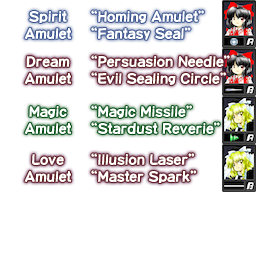 Spirit Amulet "Homing Amulet"
"Fantasy Seal"
Dream Amulet "Persuasion Needle"
"Evil Sealing Circle"
Magic Amulet "Magic Missile"
"Stardust Reverie"
Love Amulet "Illusion Laser"
"Master Spark"
A
A
A
A